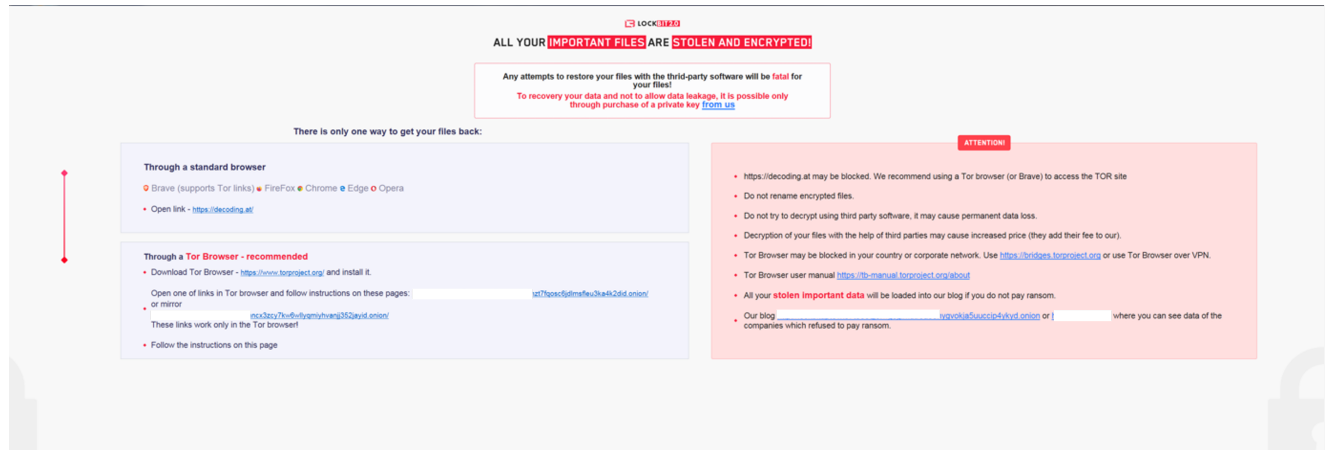 LOCKBIT 2.0
ALL YOUR IMPORTANT FILES ARE STOLEN AND ENCRYPTED!
Any attempts to restore your files with the thrid-party software will be fatal for
your files!
To recovery your data and not to allow data leakage, it is possible only
through purchase of a private key from us
There is only one way to get your files back:
Through a standard browser
Brave (supports Tor links) FireFox Chrome Edge Opera
• Open link - https://decoding.at/
Through a Tor Browser - recommended
• Download Tor Browser - https://www.torproject.org/ and install it.
Open one of links in Tor browser and follow instructions on these pages:
or mirror
These links work only in the Tor browser!
• Follow the instructions on this page
ATTENTION!
• https://decoding.at may be blocked. We recommend using a Tor browser (or Brave) to access the TOR site
• Do not rename encrypted files.
• Do not try to decrypt using third party software, it may cause permanent data loss.
• Decryption of your files with the help of third parties may cause increased price (they add their fee to our).
• Tor Browser may be blocked in your country or corporate network. Use https://bridges.torproject.org or use Tor Browser over VPN.
• Tor Browser user manual https://tb-manual.torproject.org/about
• All your stolen important data will be loaded into our blog if you do not pay ransom.
• Our blog or where you can see data of the
companies which refused to pay ransom.